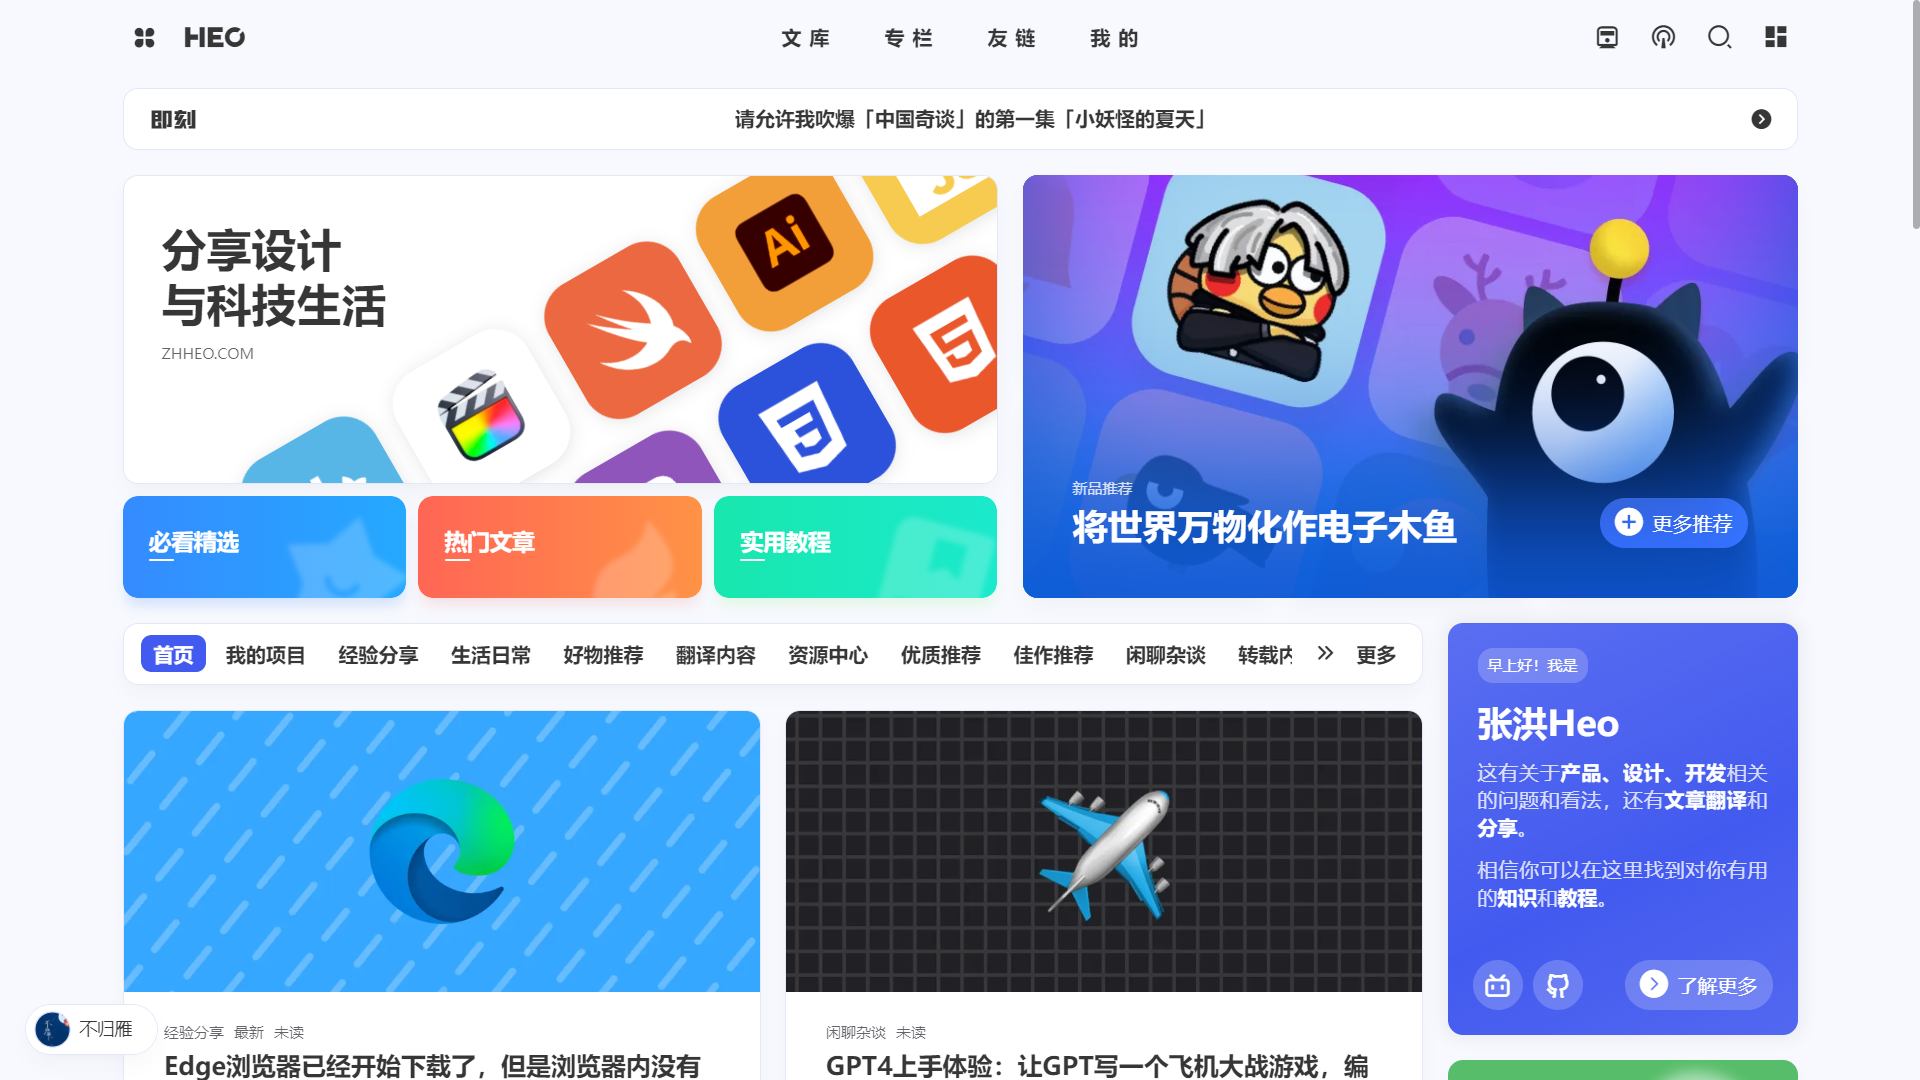 HEO
文库
专栏
友链
我的
即刻
请允许我吹爆「中国奇谈」的第一集「小妖怪的夏天」
分享设计
与科技生活
ZHHEO.COM
Ai
新品推荐
将世界万物化作电子木鱼
更多推荐
必看精选
热门文章
实用教程
首页
我的项目
经验分享
生活日常
好物推荐
翻译内容
资源中心
优质推荐
佳作推荐
闲聊杂谈
转载内
更多
早上好！我是
张洪Heo
这有关于产品、设计、开发相关
的问题和看法，还有文章翻译和
分享。
相信你可以在这里找到对你有用
的知识和教程。
了解更多
不归雁
经验分享 最新 未读
Edge浏览器已经开始下载了，但是浏览器内没有
闲聊杂谈 未读
GPT4上手体验：让GPT写一个飞机大战游戏，编